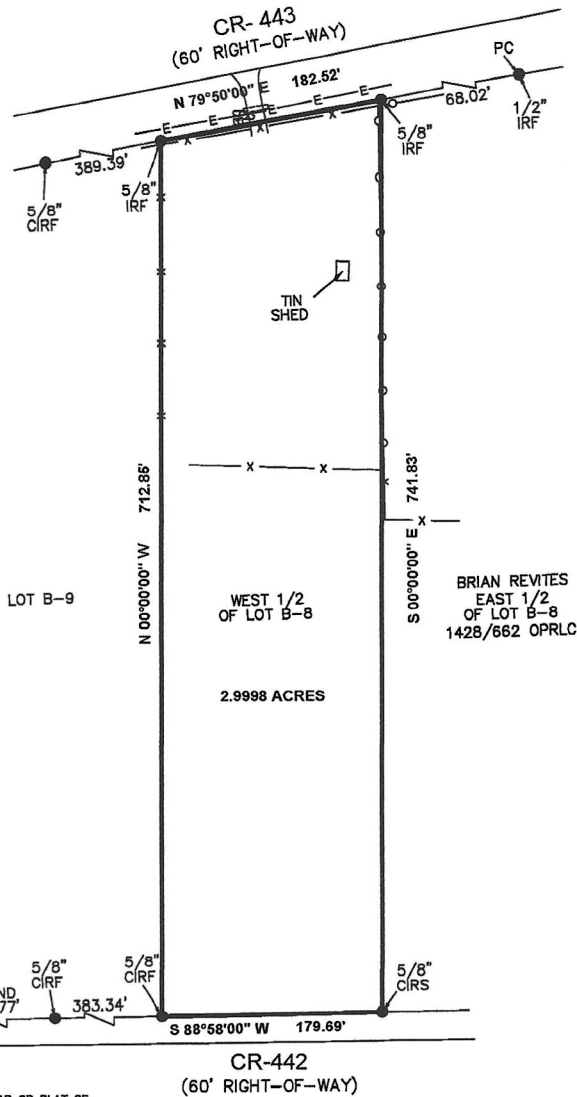 CR-443
(60' RIGHT-OF-WAY)
N 79°50'00" E
182.52'
PC
68.02'
1/2"
IRF
5/8"
IRF
389.39'
5/8"
CIRF
5/8"
IRF
E E E E E
TIN
SHED
712.85'
N 00°00'00" W
741.83'
S 00°00'00" E
LOT B-9
WEST 1/2
OF LOT B-8
2.9998 ACRES
BRIAN REVITES
EAST 1/2
OF LOT B-8
1428/662 OPRLC
ND
77'
5/8"
CIRF
383.34'
5/8"
CIRF
5/8"
CIRS
S 88°58'00" W
179.69'
CR-442
(60' RIGHT-OF-WAY)